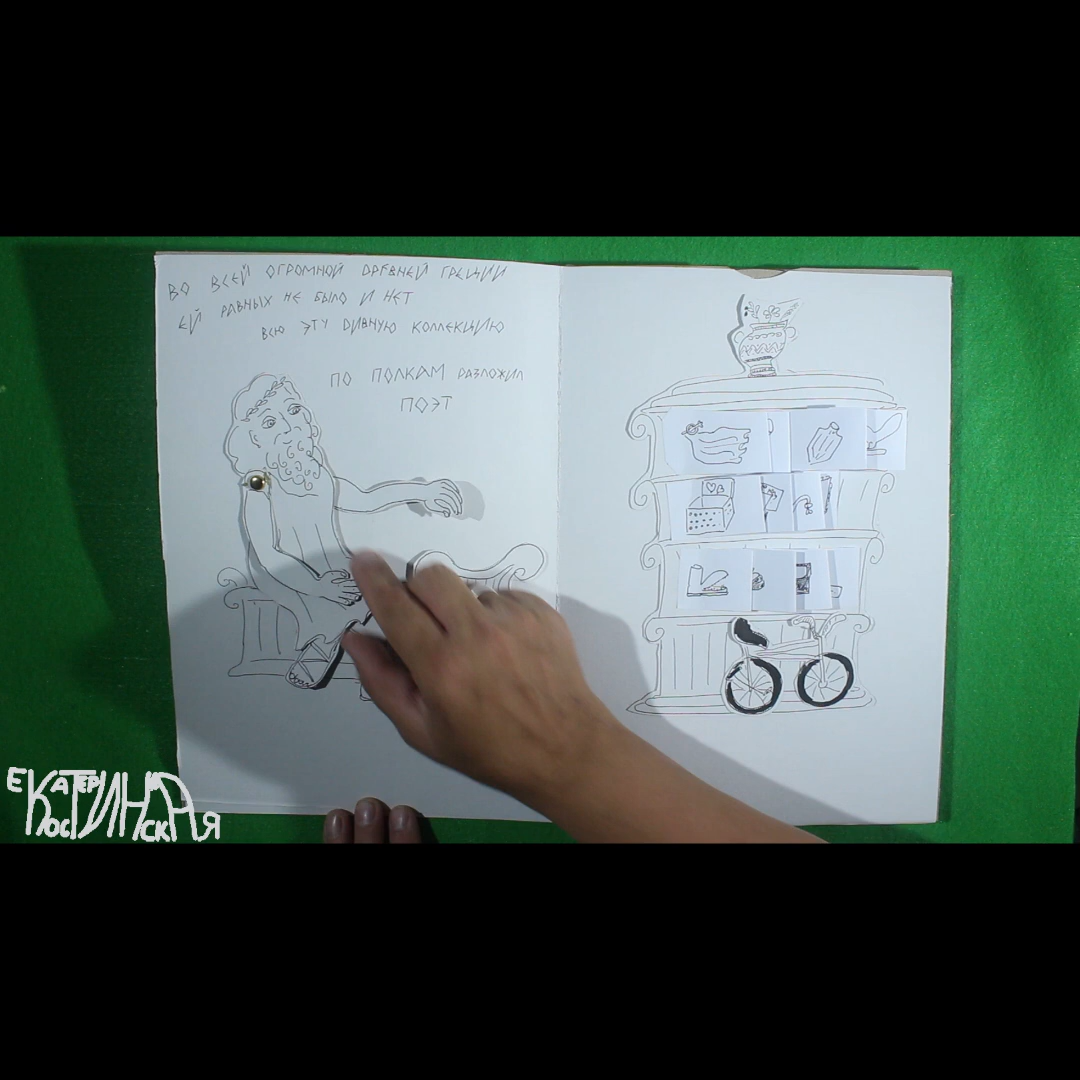 ВО ВСЕЙ ОГРОМНОЙ ДРЕВНЕЙ ГРЕЦИИ
ЕЙ РАВНЫХ НЕ БЫЛО И НЕТ
ВСЮ ЭТУ ДИВНУЮ КОЛЛЕКЦИЮ
ПО ПОЛКАМ РАЗЛОЖИЛ
ПОЭТ
ЕКАТЕРИНА